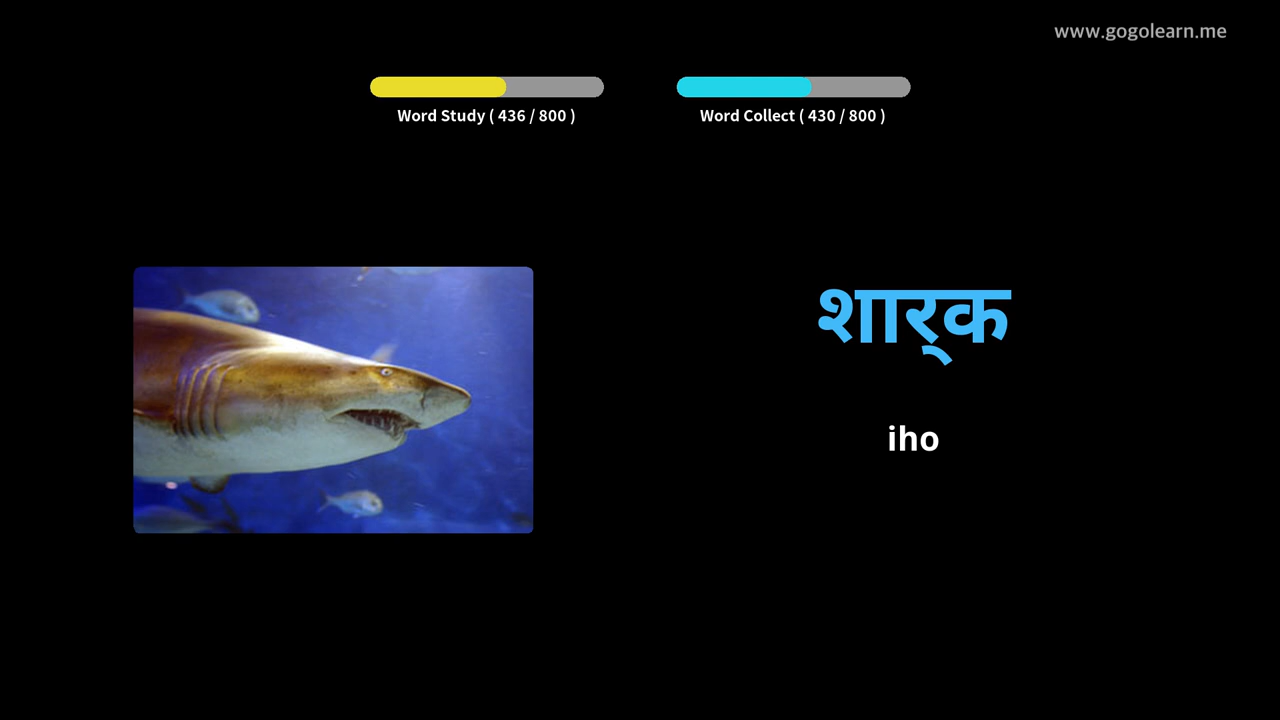 www.gogolearn.me
Word Study ( 436 / 800 )
Word Collect ( 430 / 800 )
शार्‌क
iho